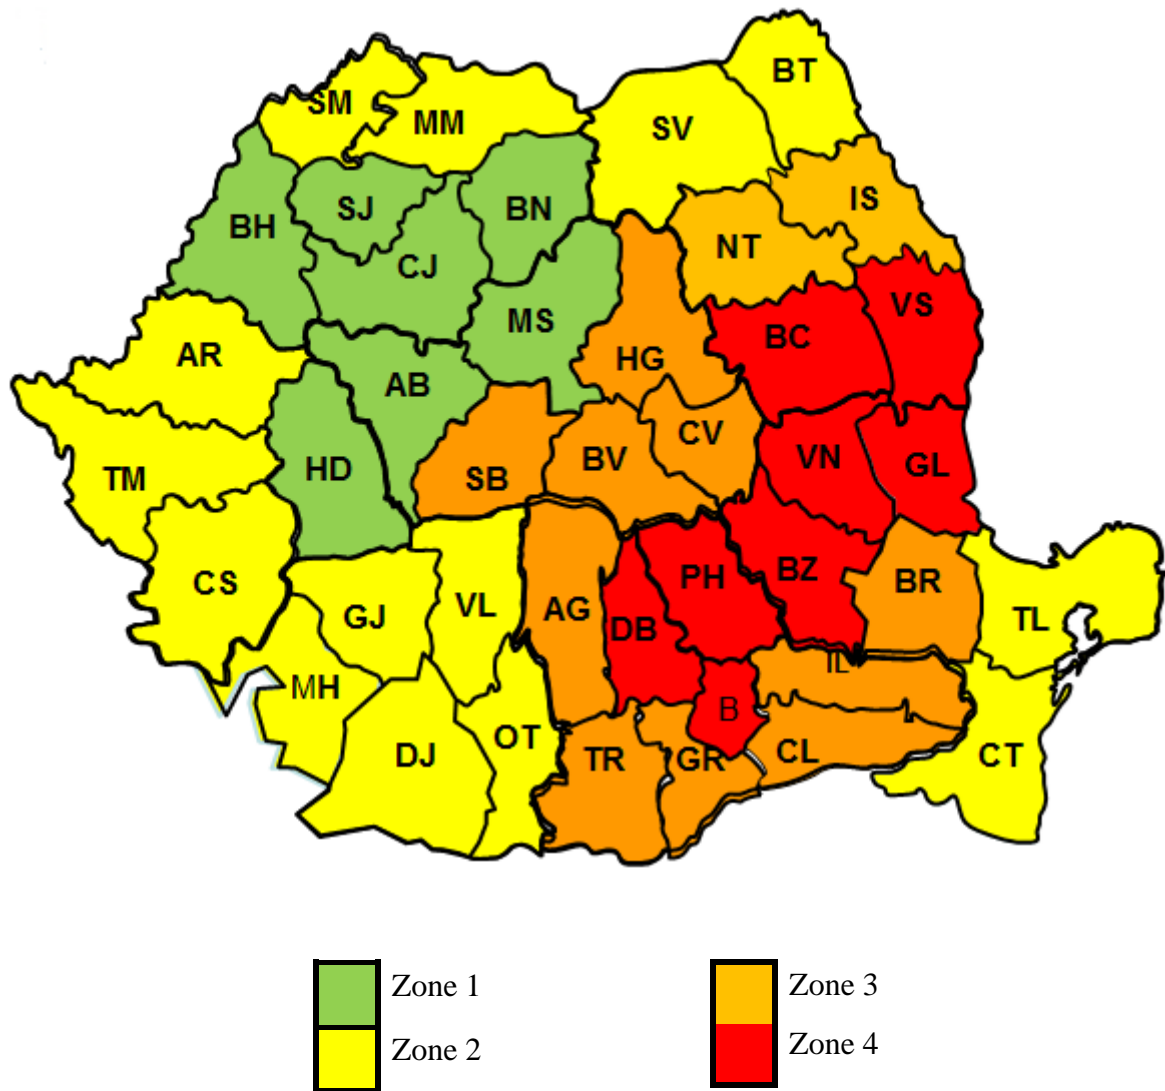 BT
SM
MM
SV
SJ
BN
IS
BH
NT
CJ
VS
MS
BC
AR
HG
AB
CV
VN
BV
GL
HD
SB
TM
BZ
PH
BR
CS
VL
AG
GJ
TL
DB
IL
MH
B
OT
CL
DJ
TR
GR
CT
Zone 1
Zone 3
Zone 2
Zone 4